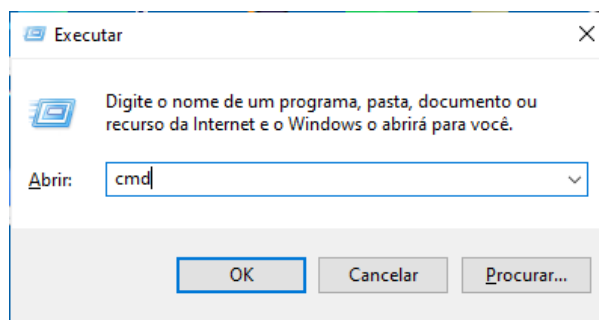 Executar
Digite o nome de um programa, pasta, documento ou
recurso da Internet e o Windows o abrirá para você.
Abrir: cmd
OK Cancelar Procurar...